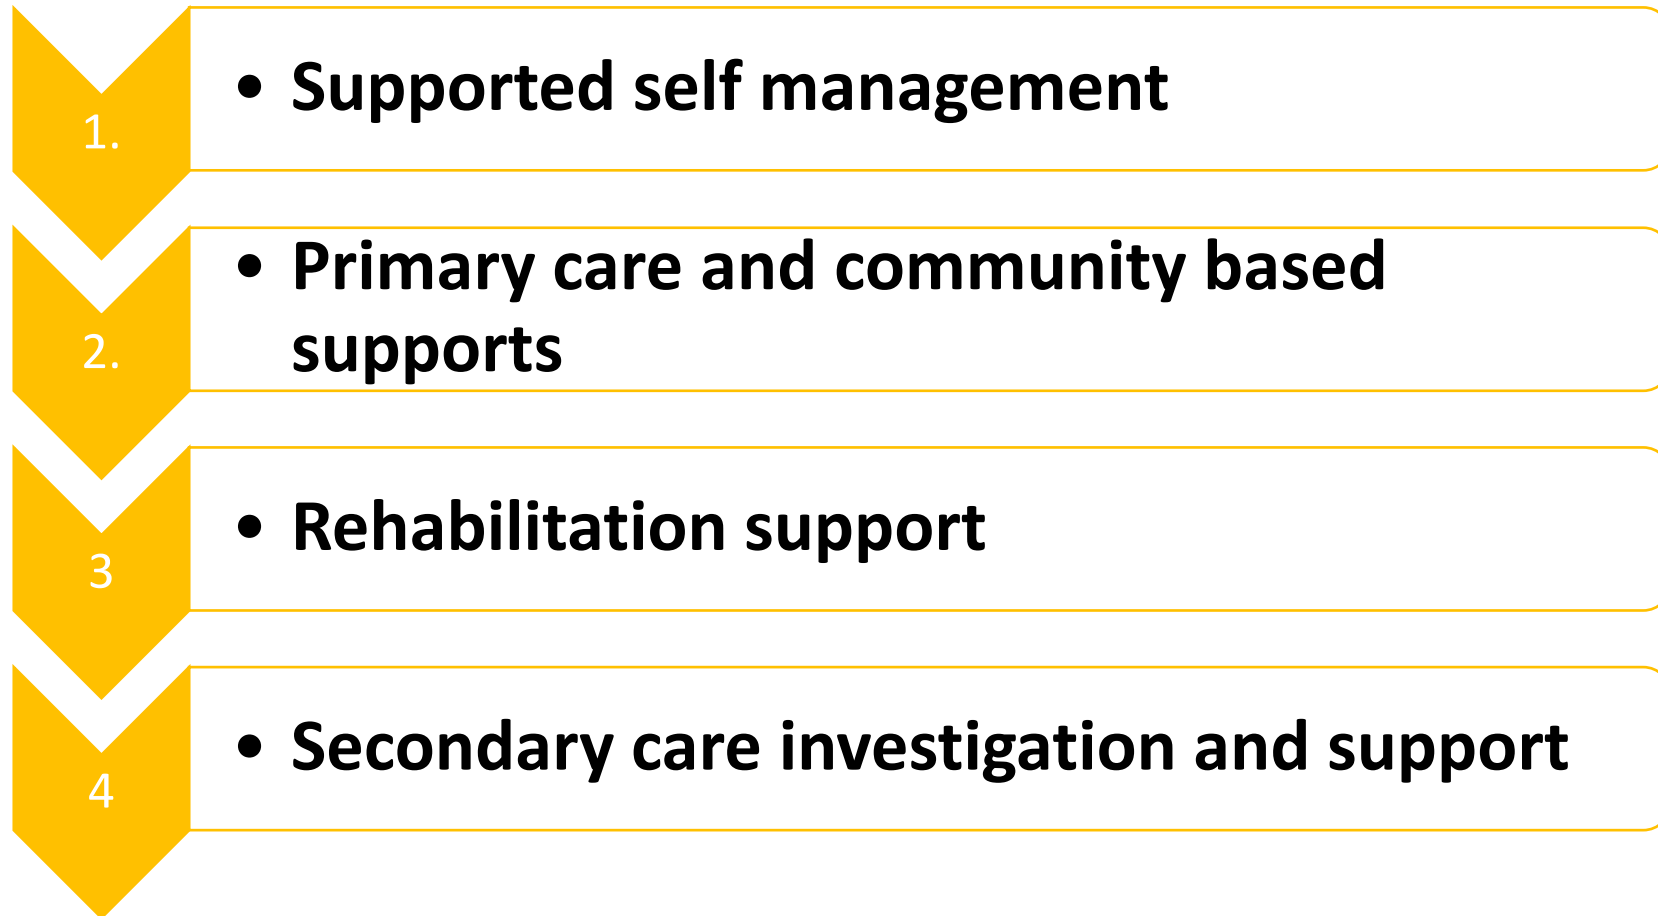 1.
• Supported self management
2.
• Primary care and community based
supports
3
• Rehabilitation support
4
• Secondary care investigation and support